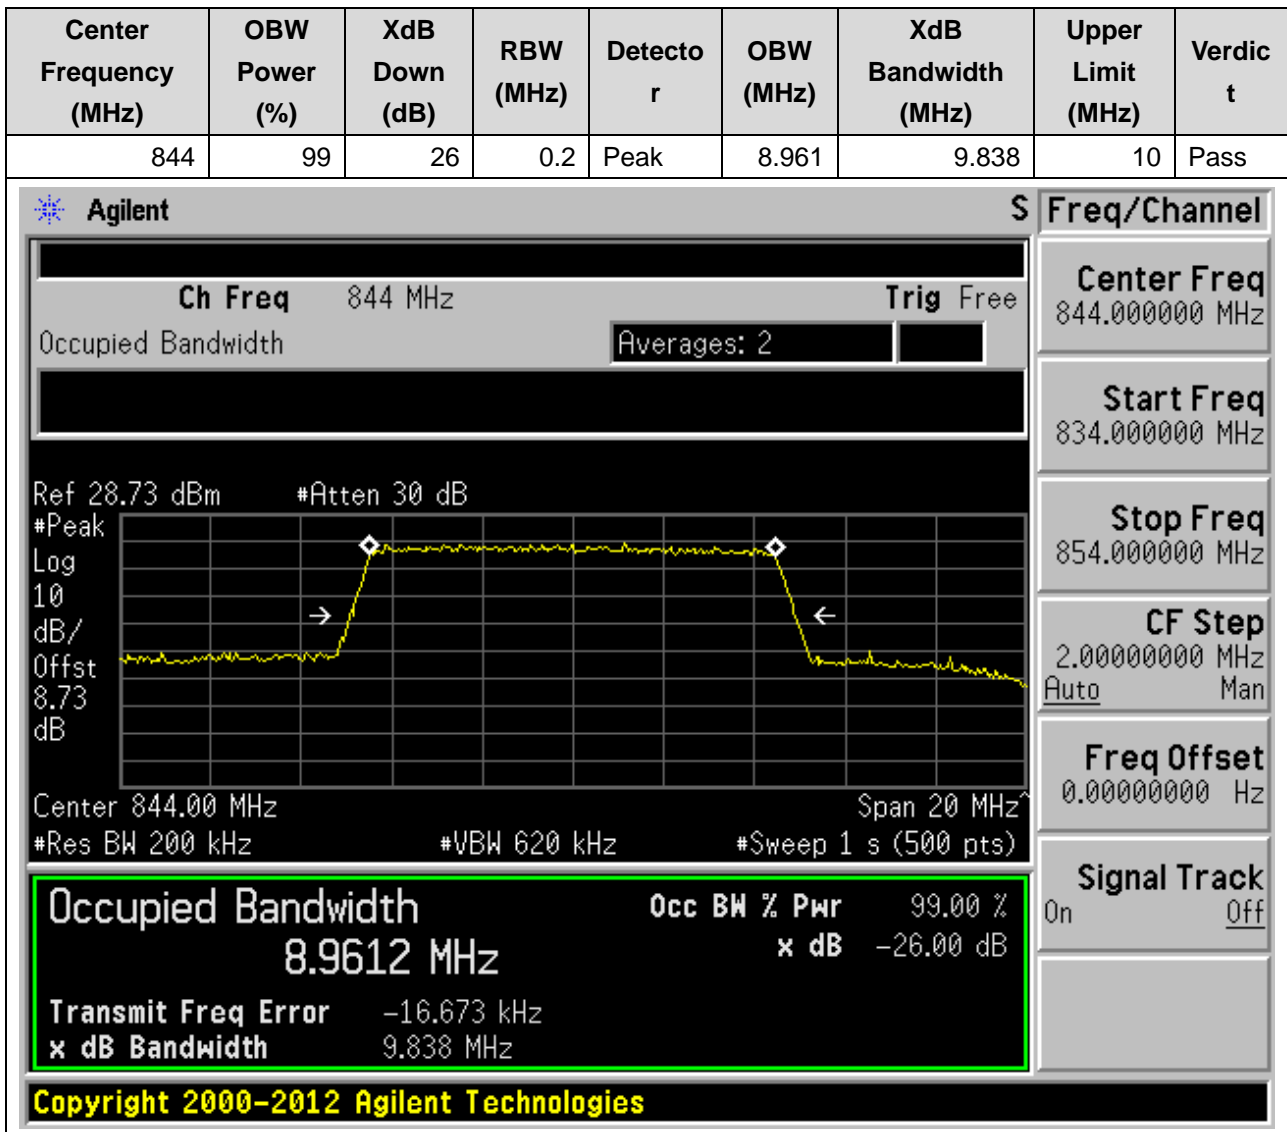 Center Frequency (MHz) OBW Power (%) XdB Down (dB) RBW (MHz) Detecto r OBW (MHz) XdB Bandwidth (MHz) Upper Limit (MHz) Verdic t
844 99 26 0.2 Peak 8.961 9.838 10 Pass
Agilent S Freq/Channel
Ch Freq 844 MHz Trig Free
Occupied Bandwidth Averages: 2
Center Freq
844.000000 MHz
Start Freq
834.000000 MHz
Stop Freq
854.000000 MHz
CF Step
2.00000000 MHz
Auto Man
Freq Offset
0.00000000 Hz
Signal Track
On Off
Ref 28.73 dBm #Atten 30 dB
#Peak
Log
10
dB/
Offst
8.73
dB
Center 844.00 MHz Span 20 MHz^
#Res BW 200 kHz #VBW 620 kHz #Sweep 1 s (500 pts)
Occupied Bandwidth Occ BW % Pwr 99.00 %
8.9612 MHz x dB -26.00 dB
Transmit Freq Error -16.673 kHz
x dB Bandwidth 9.838 MHz
Copyright 2000-2012 Agilent Technologies